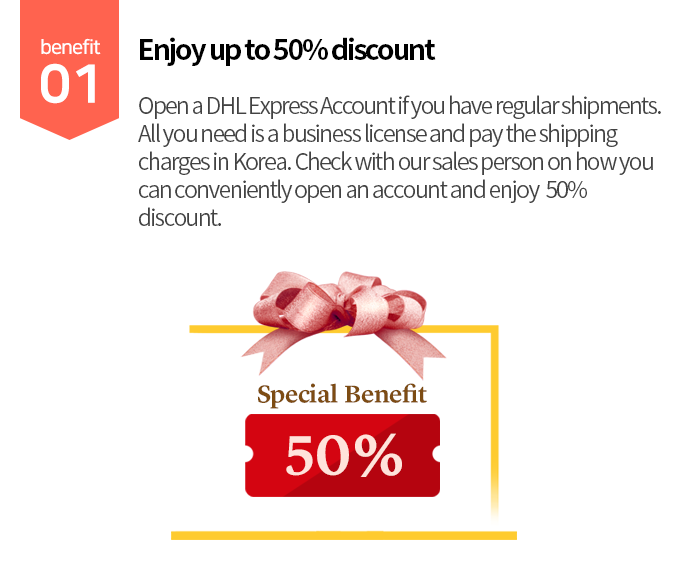 benefit
01
Enjoy up to 50% discount
Open a DHL Express Account if you have regular shipments.
All you need is a business license and pay the shipping
charges in Korea. Check with our sales person on how you
can conveniently open an account and enjoy 50%
discount.
Special Benefit
50%